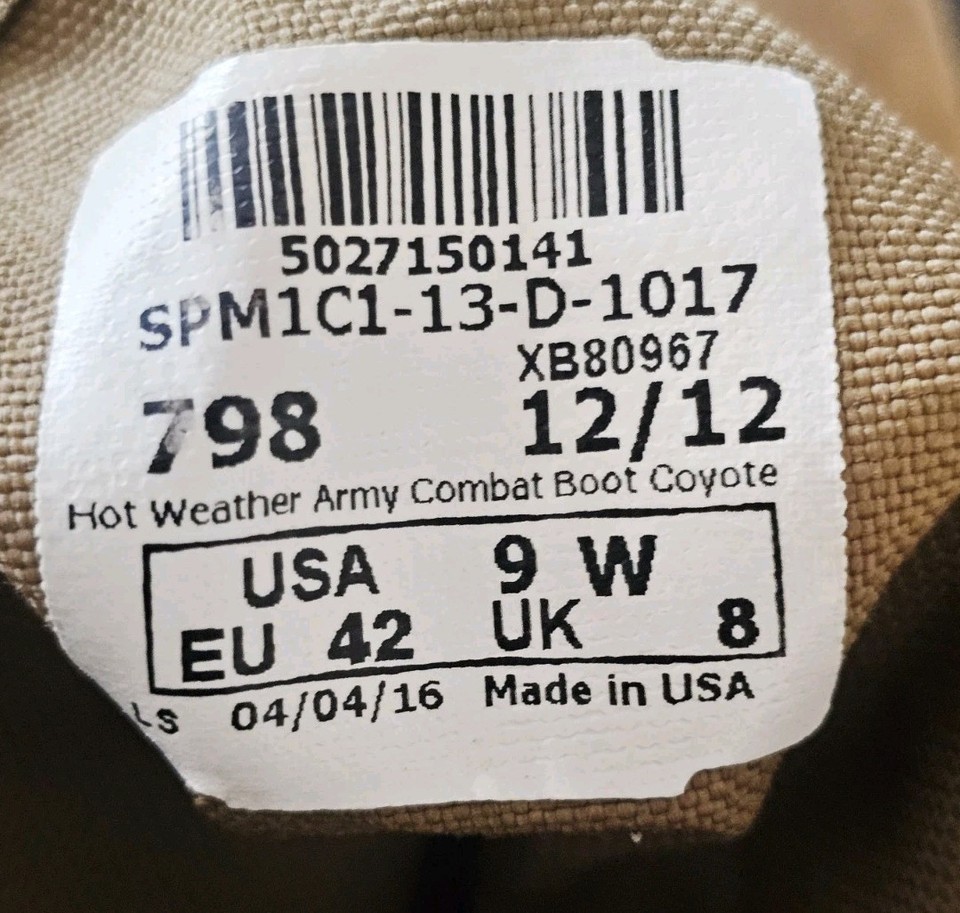 5027150141
SPM1C1-13-D-1017
XB80967
798 12/12
Hot Weather Army Combat Boot Coyote
USA 9 W
EU 42 UK 8
LS 04/04/16 Made in USA